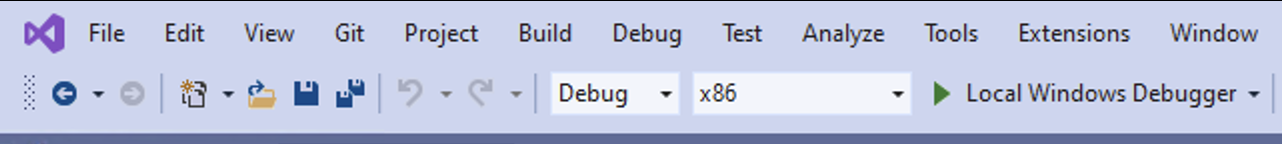 File Edit View Git Project Build Debug Test Analyze Tools Extensions Window
Debug x86 Local Windows Debugger